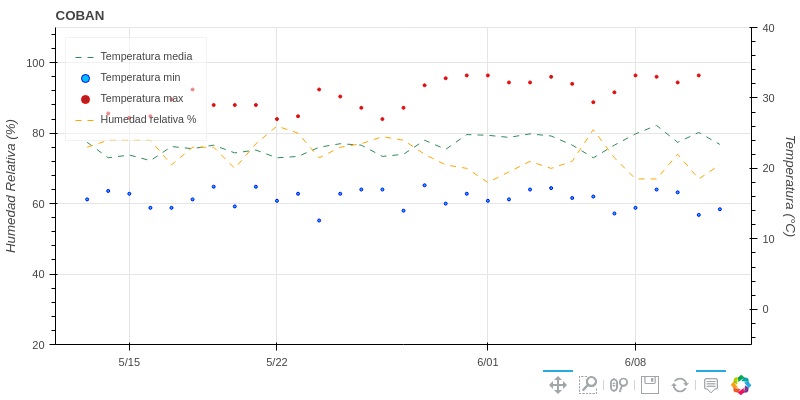 COBAN
Temperatura media
Temperatura min
Temperatura max
Humedad relativa %
Humedad Relativa (%)
100
80
60
40
20
40
30
20
10
0
Temperatura (°C)
5/15
5/22
6/01
6/08